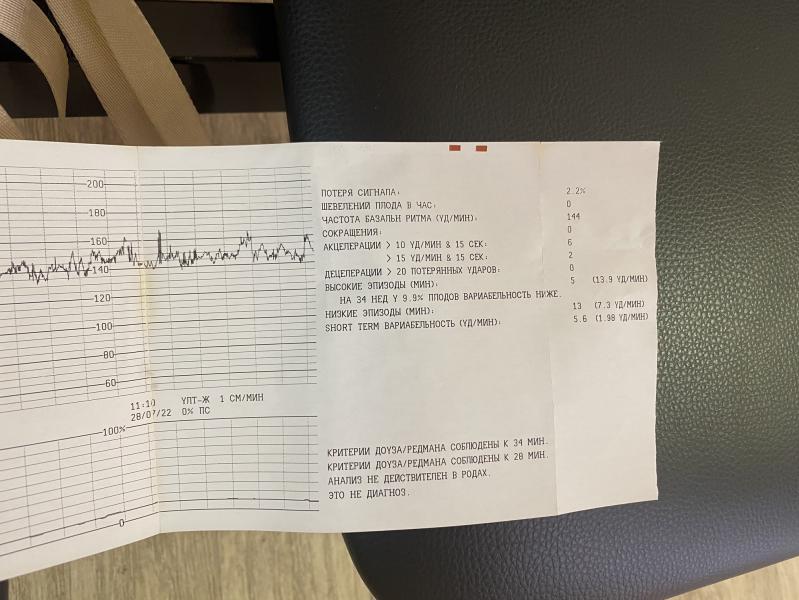 200
180
160
140
120
100
80
60
11:10 УЛТ-Ж 1 СМ/МИН
28/07/22 0% ПС
100%
0
ПОТЕРЯ СИГНАЛА: 2.2%
ШЕВЕЛЕНИЙ ПЛОДА В ЧАС: 0
ЧАСТОТА БАЗАЛЬН РИТМА (УД/МИН): 144
СОКРАЩЕНИЯ: 0
АКЦЕЛЕРАЦИИ > 10 УД/МИН & 15 СЕК: 6
> 15 УД/МИН & 15 СЕК: 2
ДЕЦЕЛЕРАЦИИ > 20 ПОТЕРЯННЫХ УДАРОВ: 0
ВЫСОКИЕ ЭПИЗОДЫ (МИН): 5 (13.9 УД/МИН)
НА 34 НЕД У 9.9% ППОДОВ ВАРИАБЕЛЬНОСТЬ НИЖЕ.
НИЗКИЕ ЭПИЗОДЫ (МИН): 13 (7.3 УД/МИН)
SHORT TERM ВАРИАБЕЛЬНОСТЬ (УД/МИН): 5.6 (1.98 УД/МИН)
КРИТЕРИИ ДОУЗА/РЕДМАНА СОБЛЮДЕНЫ К 34 МИН.
КРИТЕРИИ ДОУЗА/РЕДМАНА СОБЛЮДЕНЫ К 28 МИН.
АНАЛИЗ НЕ ДЕЙСТВИТЕЛЕН В РОДАХ.
ЭТО НЕ ДИАГНОЗ.